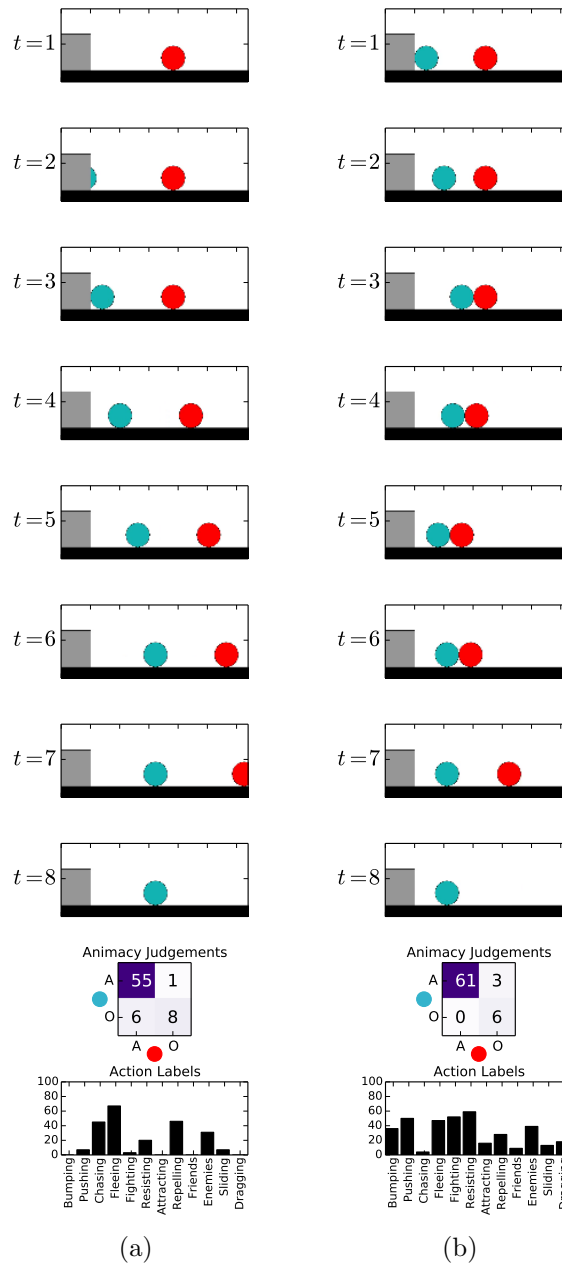 t=1 t=1
t=2 t=2
t=3 t=3
t=4 t=4
t=5 t=5
t=6 t=6
t=7 t=7
t=8 t=8
Animacy Judgements Animacy Judgements
A 55 1 A 61 3
O 6 8 O 0 6
A O A O
Action Labels Action Labels
100 100
80 80
60 60
40 40
20 20
0 0
Bumping Pushing Chasing Fleeing Fighting Resisting Attracting Repelling Friends Enemies Sliding Dragging Bumping Pushing Chasing Fleeing Fighting Resisting Attracting Repelling Friends Enemies Sliding
(a) (b)